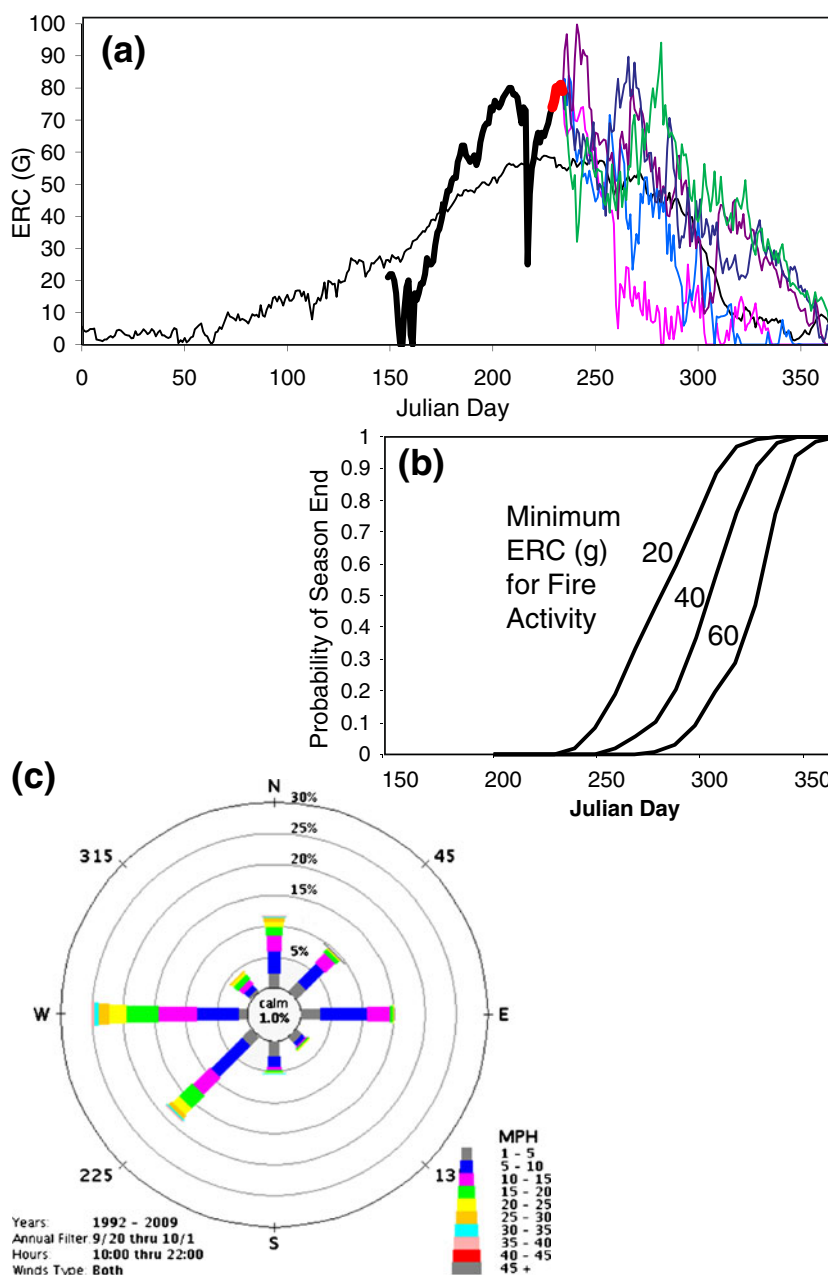 (a)
100
90
80
70
60
50
40
30
20
10
0
ERC (G)
0 50 100 150 200 250 300 350
Julian Day
(b)
1
0.9
0.8
0.7
0.6
0.5
0.4
0.3
0.2
0.1
0
Probability of Season End
Minimum
ERC (g)
for Fire
Activity
20
40
60
150 200 250 300 350
Julian Day
(c)
N
30%
25%
20%
15%
5%
315
45
W
calm
1.0%
E
225
13
S
MPH
1 - 5
5 - 10
10 - 15
15 - 20
20 - 25
25 - 30
30 - 35
35 - 40
40 - 45
45 +
Years: 1992 - 2009
Annual Filter: 9/20 thru 10/1
Hours: 10:00 thru 22:00
Winds Type: Both